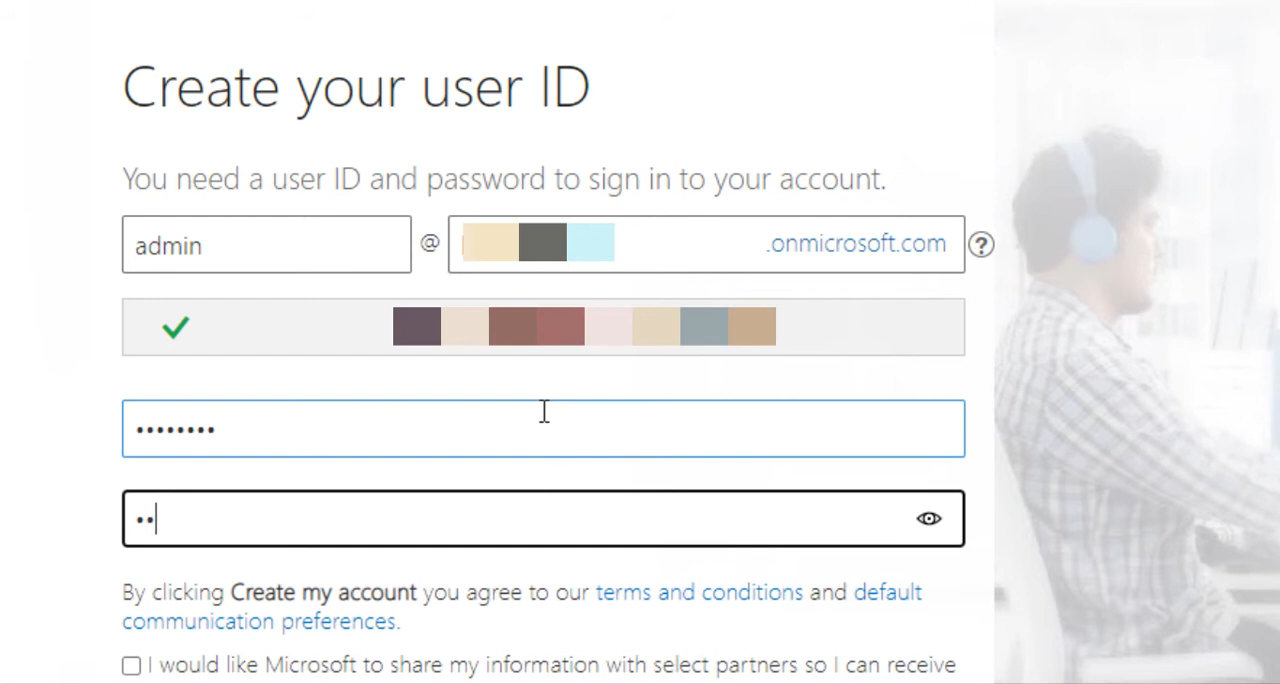 Create your user ID
You need a user ID and password to sign in to your account.
admin @ .onmicrosoft.com ?
••••••••
••
By clicking Create my account you agree to our terms and conditions and default
communication preferences.
I would like Microsoft to share my information with select partners so I can receive